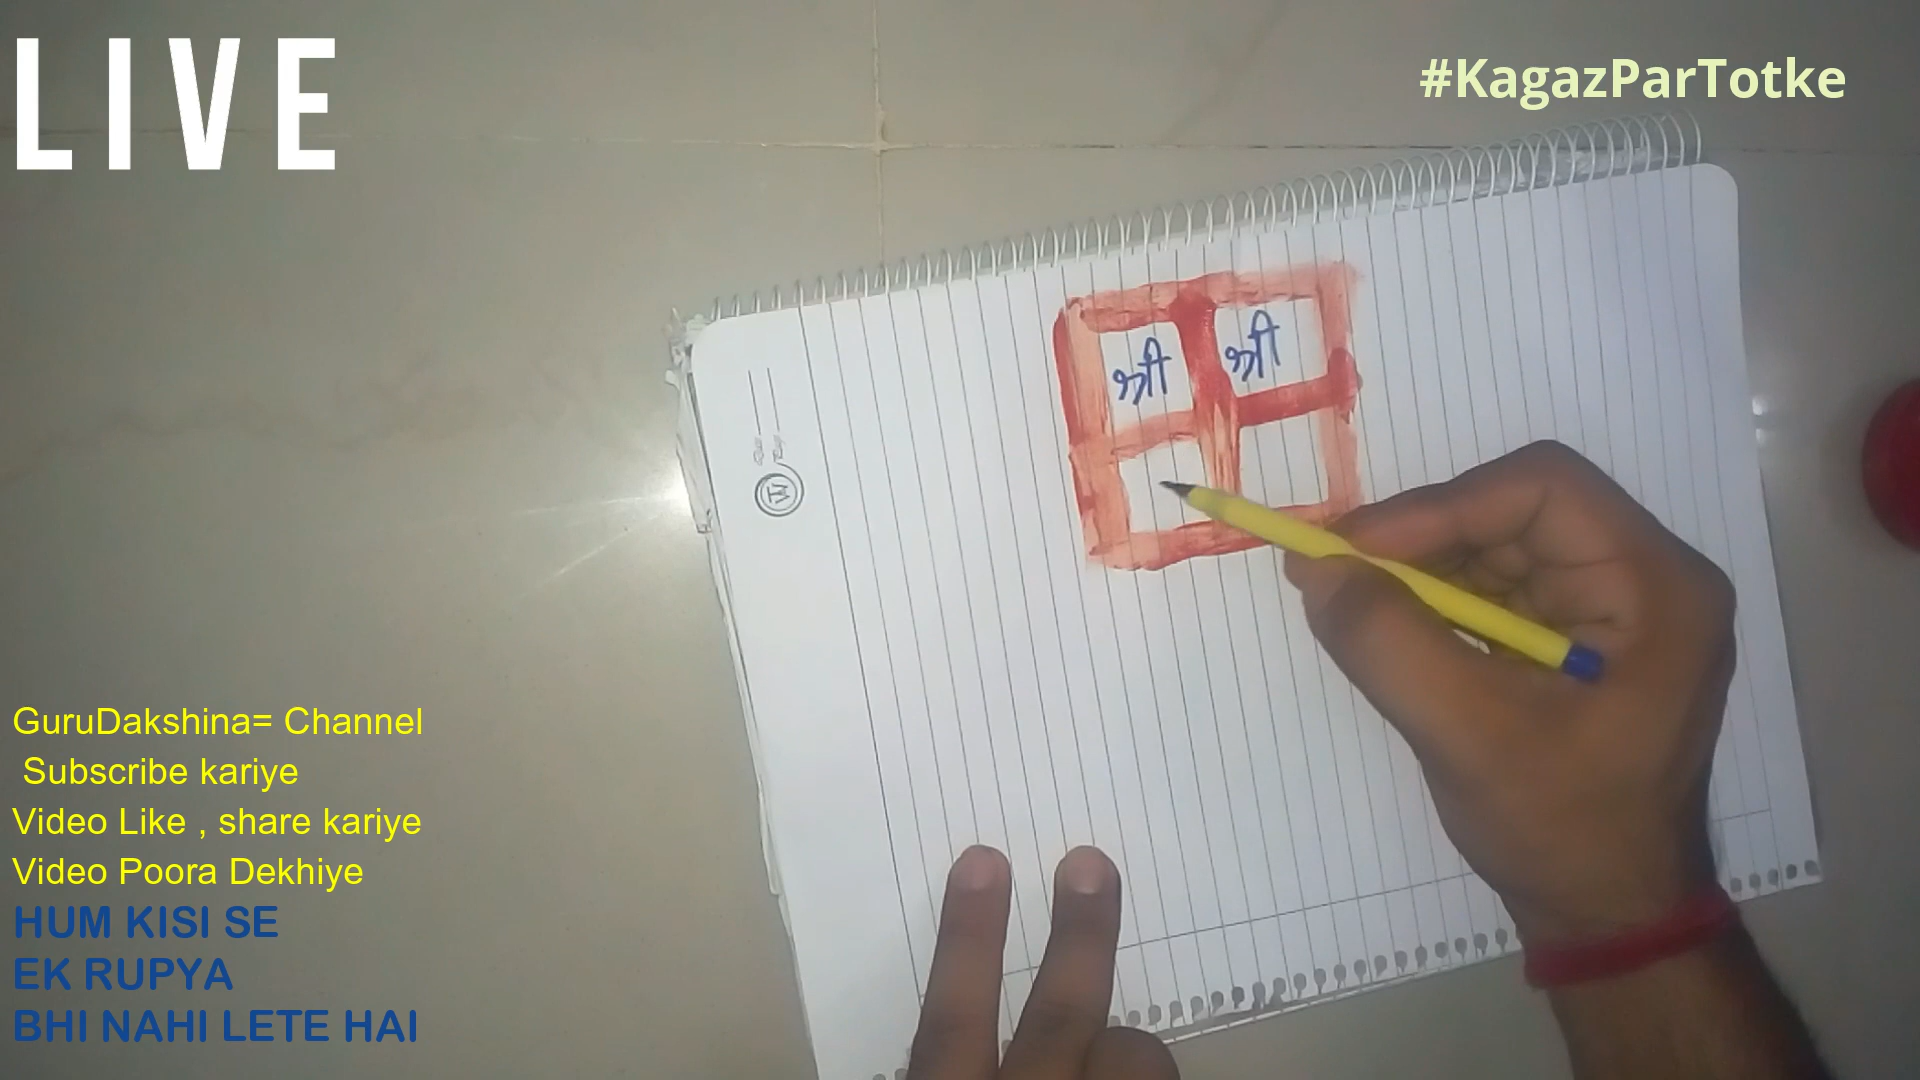 LIVE
#KagazParTotke
श्री श्री
GuruDakshina= Channel
Subscribe kariye
Video Like , share kariye
Video Poora Dekhiye
HUM KISI SE
EK RUPYA
BHI NAHI LETE HAI